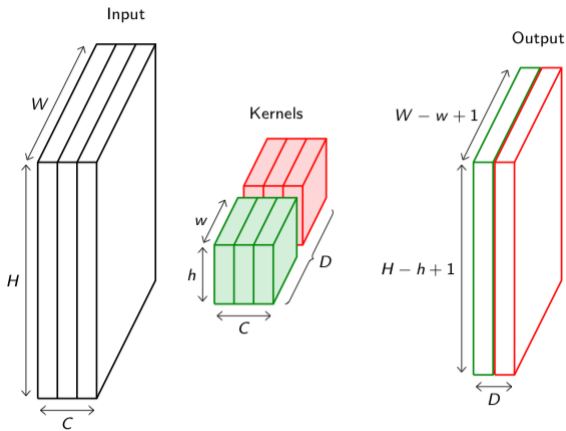 Input
W
H
C
Kernels
w
h
C
D
Output
W − w + 1
H − h + 1
D